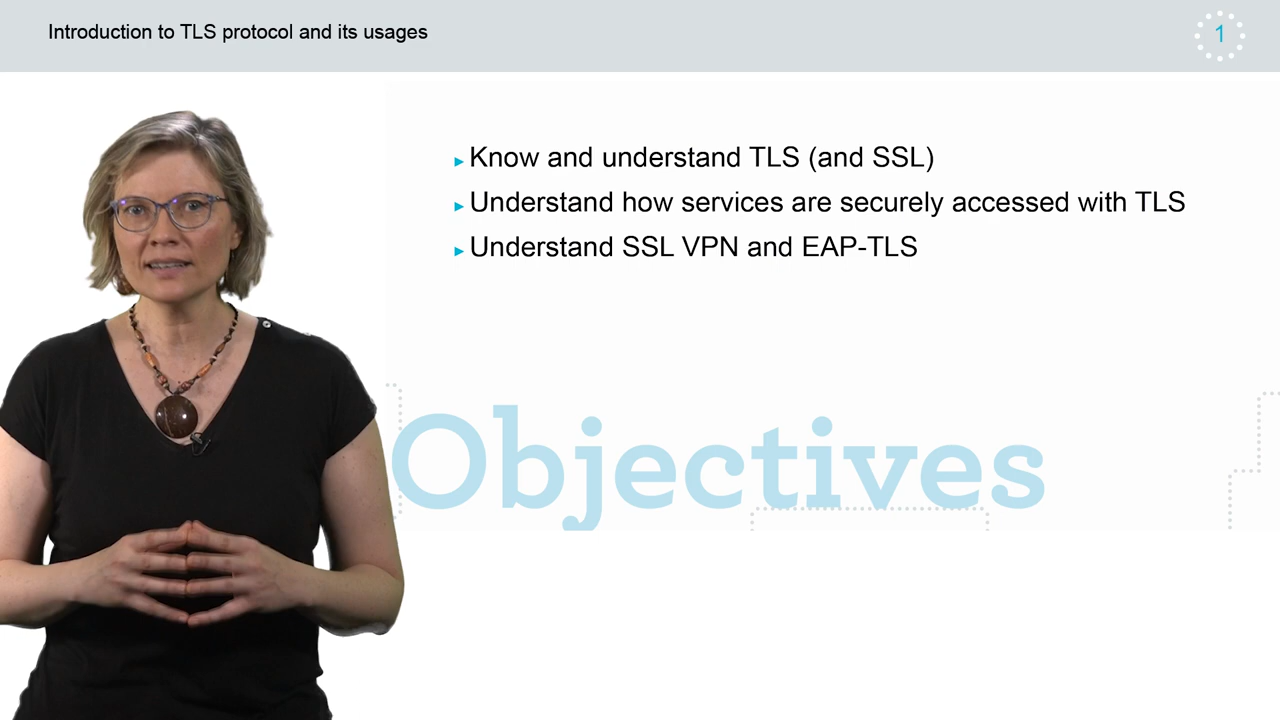 Introduction to TLS protocol and its usages
1
Know and understand TLS (and SSL)
Understand how services are securely accessed with TLS
Understand SSL VPN and EAP-TLS
Objectives